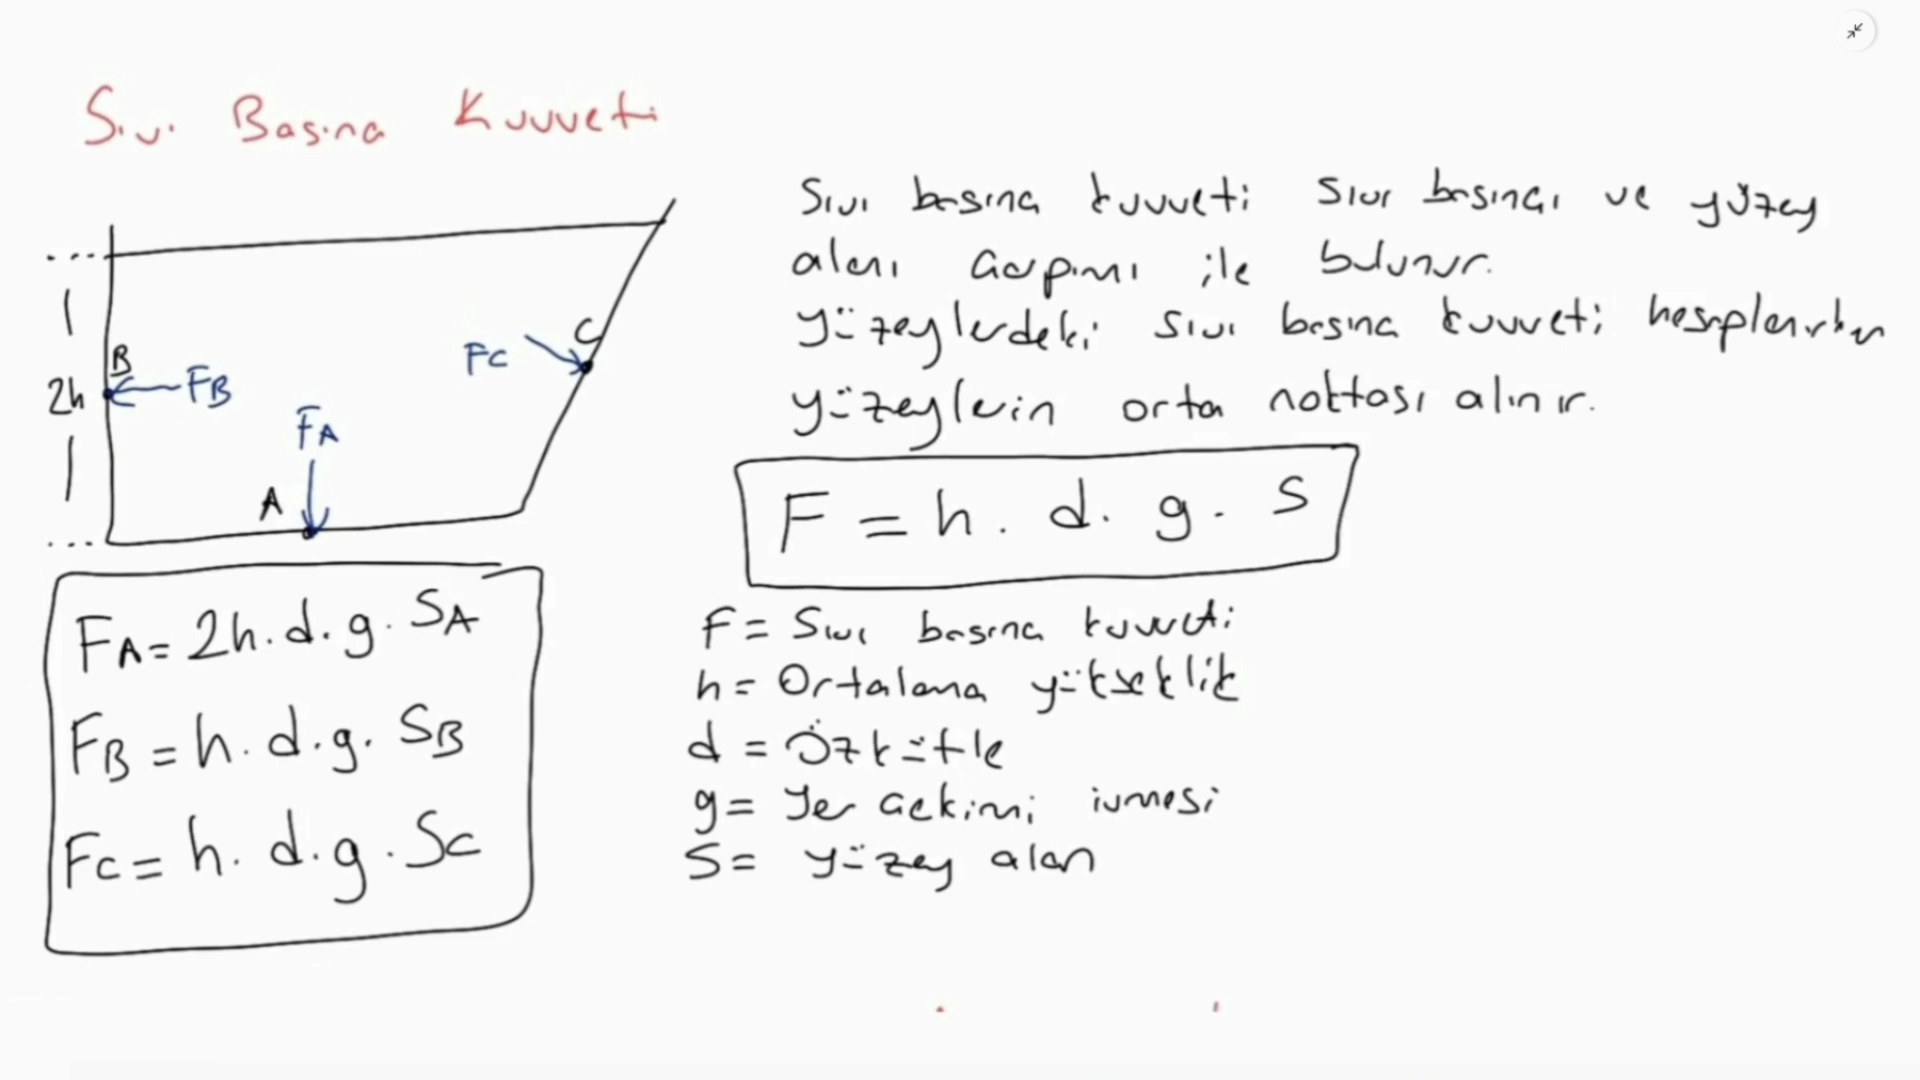 Sıvı Basınç Kuvveti
Sıvı basınç kuvveti sıvı basıncı ve yüzey
alanı çarpımı ile bulunur.
yüzeylerdeki sıvı basınç kuvveti hesaplanırken
yüzeylerin orta noktası alınır.
B
2h
FB
FA
A
FC
C
F = h . d . g . S
FA = 2h . d . g . SA
FB = h . d . g . SB
FC = h . d . g . SC
F = Sıvı basınç kuvveti
h = Ortalama yükseklik
d = Özkütle
g = Yer çekimi ivmesi
S = yüzey alan